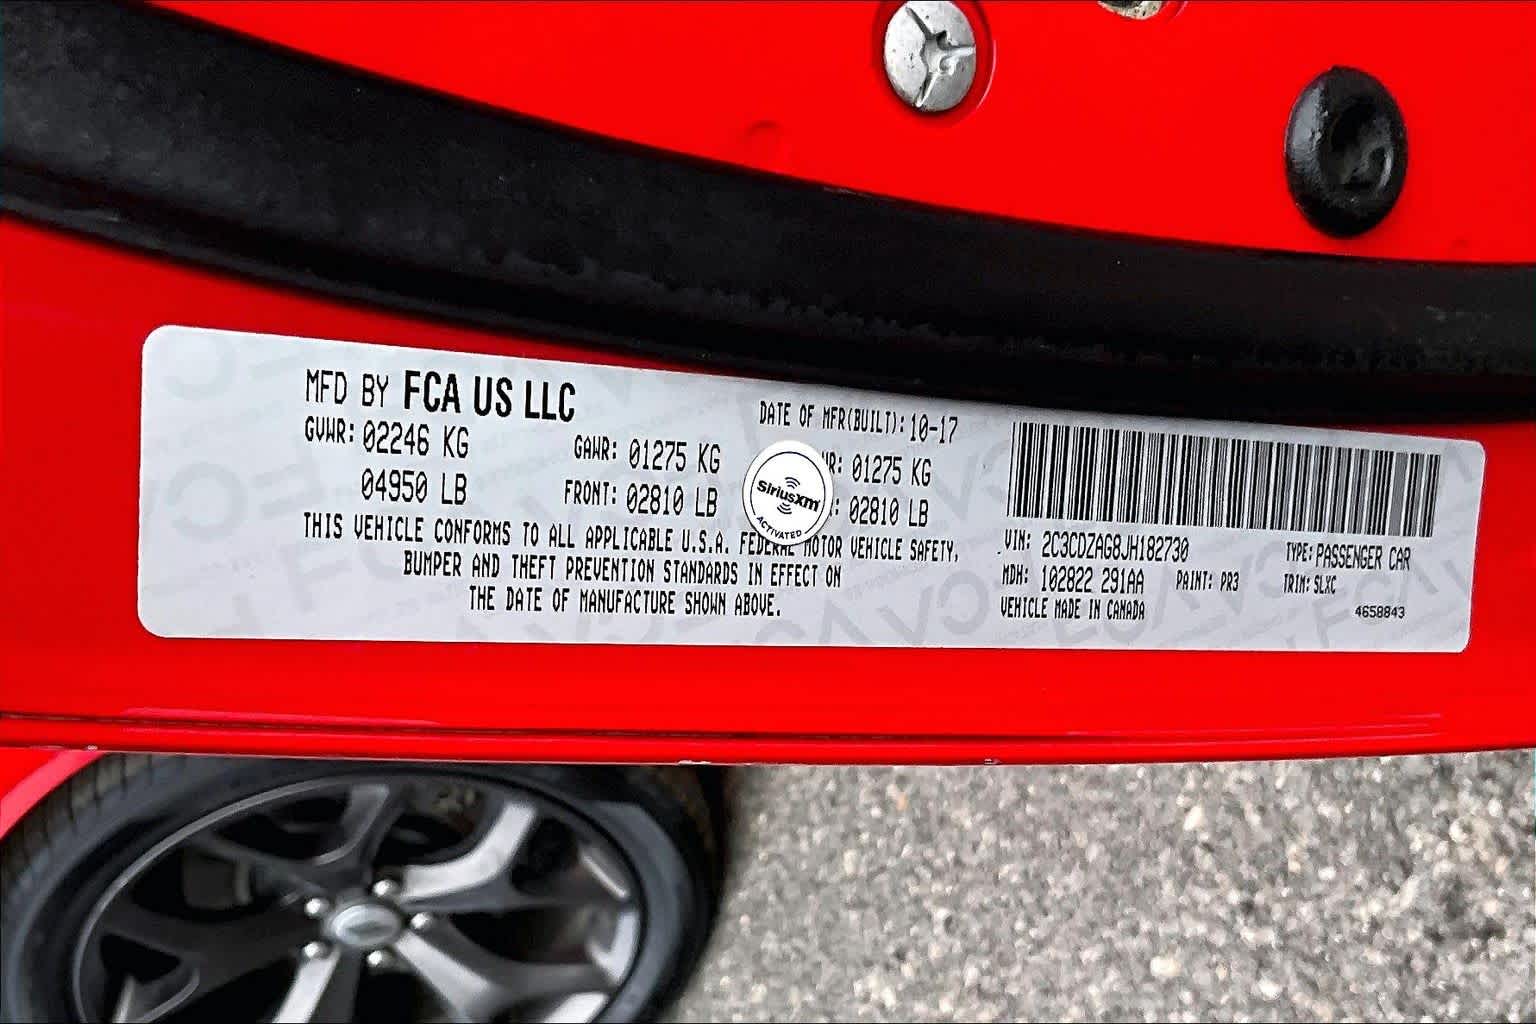 MFD BY FCA US LLC
DATE OF MFR(BUILT): 10-17
GVWR: 02246 KG
GAWR: 01275 KG
01275 KG
04950 LB
FRONT: 02810 LB
02810 LB
siriusxm
ACTIVATED
THIS VEHICLE CONFORMS TO ALL APPLICABLE U.S.A. FEDERAL MOTOR VEHICLE SAFETY,
BUMPER AND THEFT PREVENTION STANDARDS IN EFFECT ON
THE DATE OF MANUFACTURE SHOWN ABOVE.
VIN: 2C3CDZAG8JH182730
TYPE: PASSENGER CAR
MDH: 102822 291AA
PAINT: PR3
TRIM: SLXC
VEHICLE MADE IN CANADA
4658843